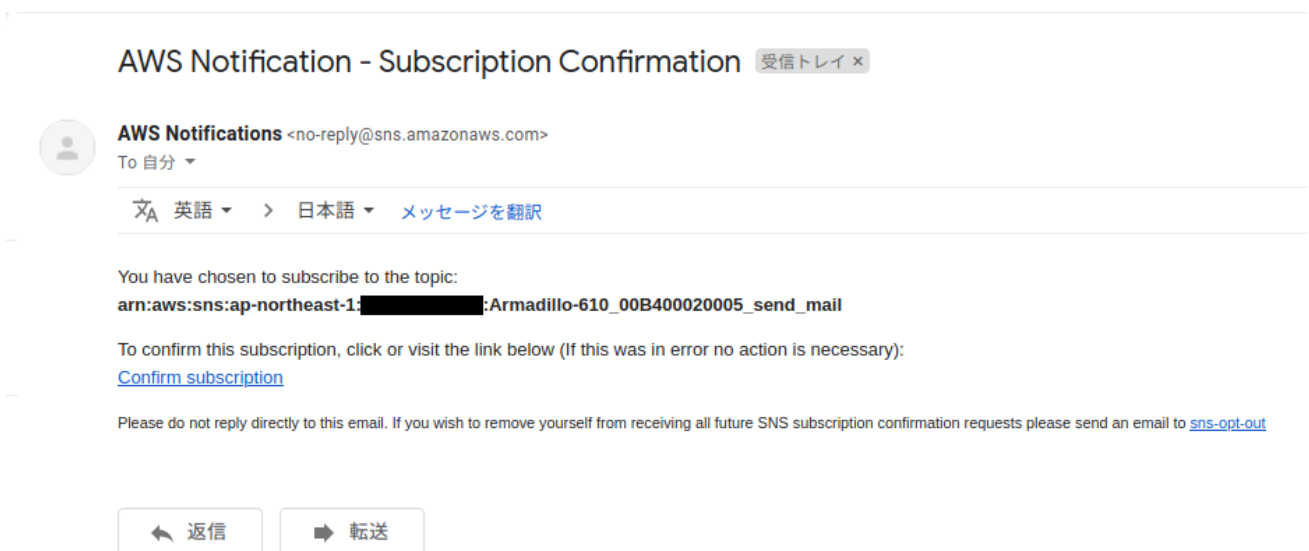 AWS Notification - Subscription Confirmation 受信トレイ ×
AWS Notifications <no-reply@sns.amazonaws.com>
To 自分
英語 > 日本語 メッセージを翻訳
You have chosen to subscribe to the topic:
arn:aws:sns:ap-northeast-1: :Armadillo-610_00B400020005_send_mail
To confirm this subscription, click or visit the link below (If this was in error no action is necessary):
Confirm subscription
Please do not reply directly to this email. If you wish to remove yourself from receiving all future SNS subscription confirmation requests please send an email to sns-opt-out
返信 転送